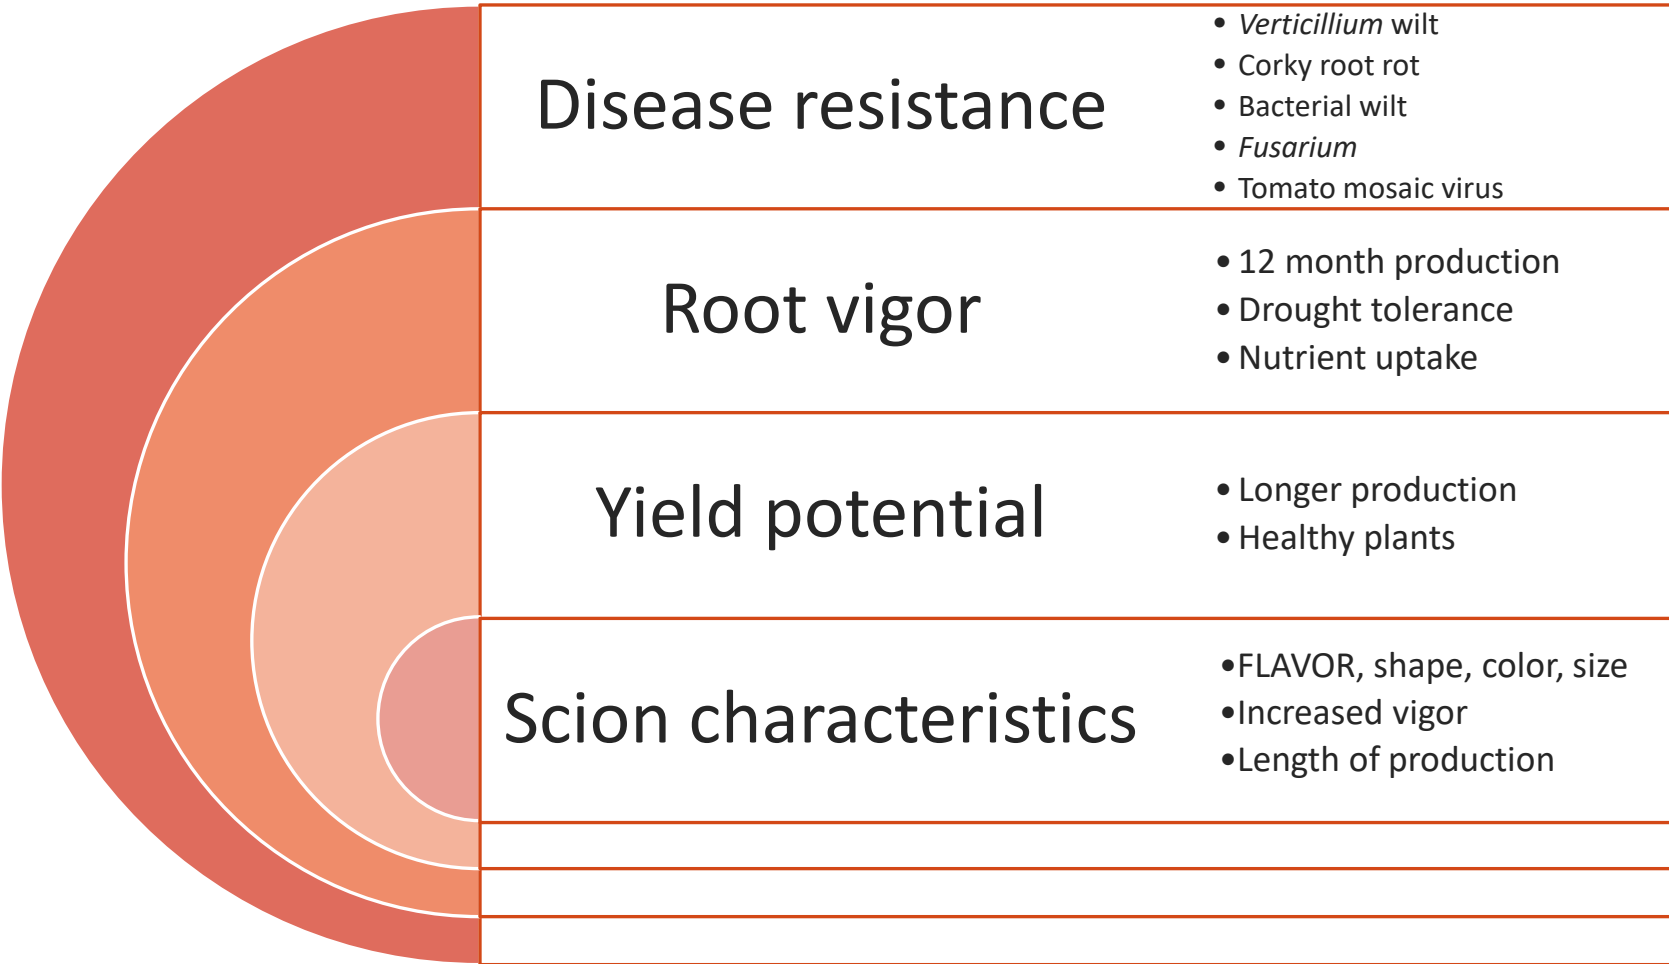 Disease resistance
• Verticillium wilt
• Corky root rot
• Bacterial wilt
• Fusarium
• Tomato mosaic virus
Root vigor
• 12 month production
• Drought tolerance
• Nutrient uptake
Yield potential
• Longer production
• Healthy plants
Scion characteristics
•FLAVOR, shape, color, size
•Increased vigor
•Length of production